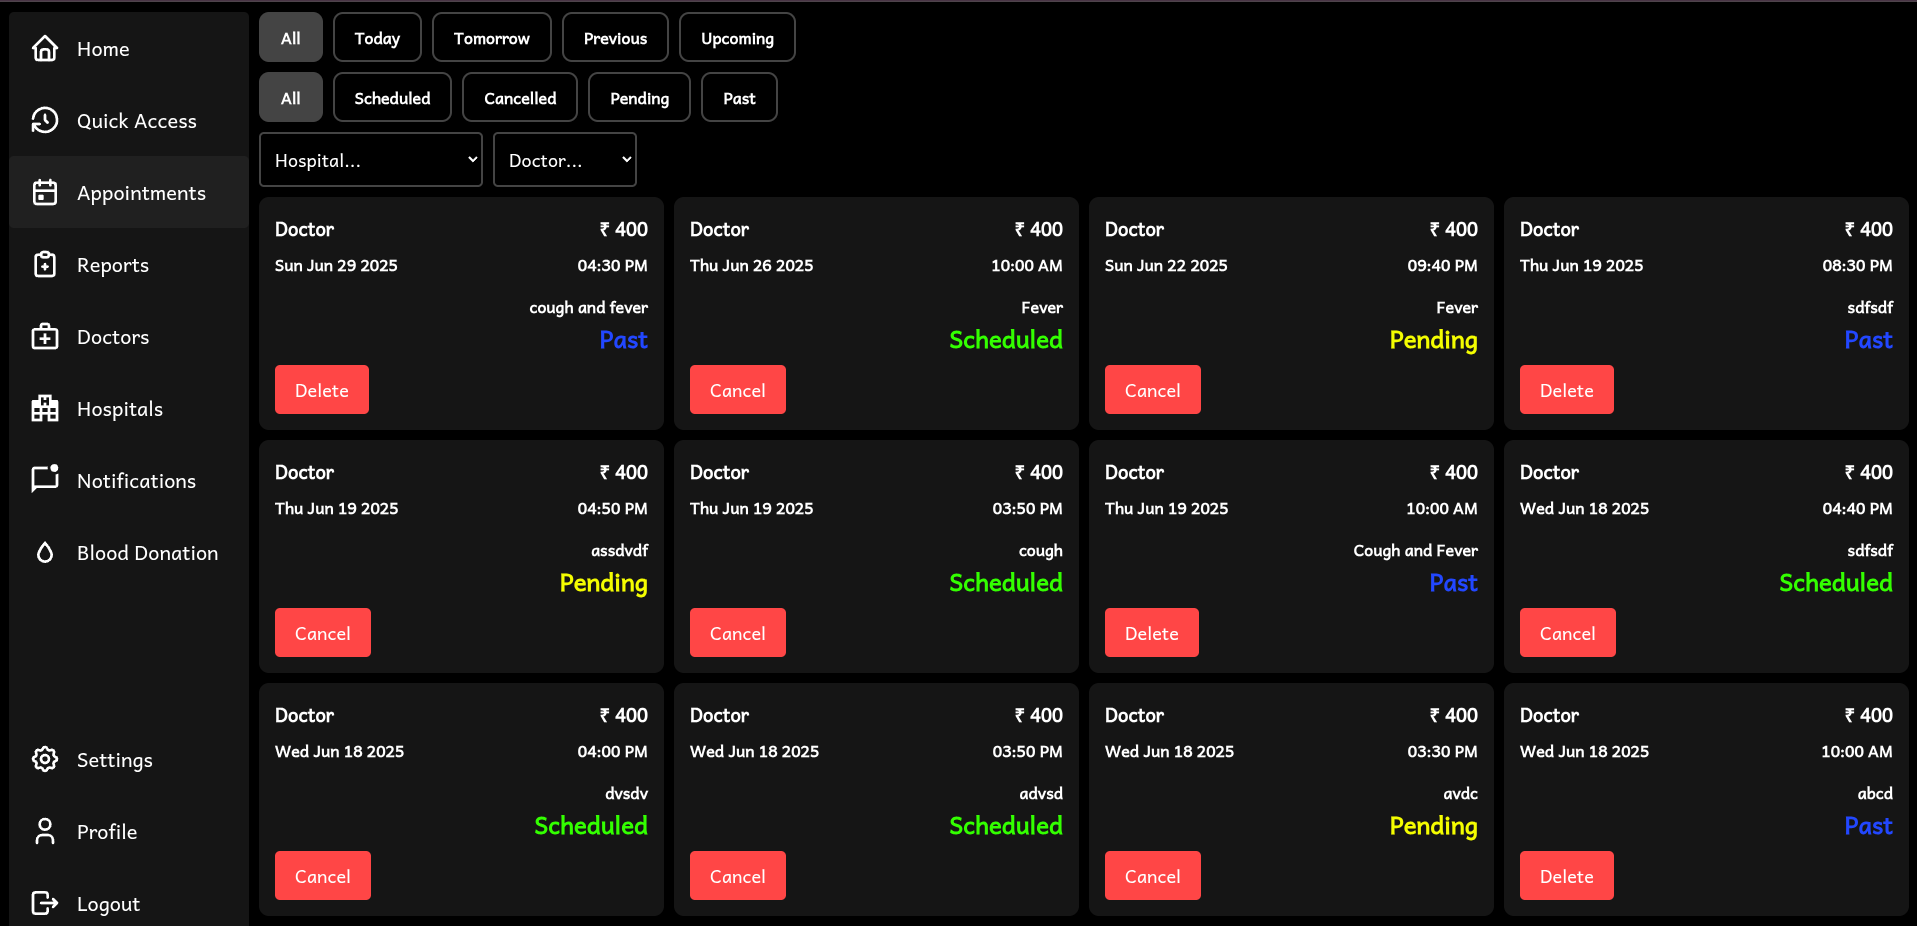 Home
Quick Access
Appointments
Reports
Doctors
Hospitals
Notifications
Blood Donation
Settings
Profile
Logout
All Today Tomorrow Previous Upcoming
All Scheduled Cancelled Pending Past
Hospital... Doctor...
Doctor ₹ 400
Sun Jun 29 2025 04:30 PM
cough and fever
Past
Delete
Doctor ₹ 400
Thu Jun 26 2025 10:00 AM
Fever
Scheduled
Cancel
Doctor ₹ 400
Sun Jun 22 2025 09:40 PM
Fever
Pending
Cancel
Doctor ₹ 400
Thu Jun 19 2025 08:30 PM
sdfsdf
Past
Delete
Doctor ₹ 400
Thu Jun 19 2025 04:50 PM
assdvdf
Pending
Cancel
Doctor ₹ 400
Thu Jun 19 2025 03:50 PM
cough
Scheduled
Cancel
Doctor ₹ 400
Thu Jun 19 2025 10:00 AM
Cough and Fever
Past
Delete
Doctor ₹ 400
Wed Jun 18 2025 04:40 PM
sdfsdf
Scheduled
Cancel
Doctor ₹ 400
Wed Jun 18 2025 04:00 PM
dvsdv
Scheduled
Cancel
Doctor ₹ 400
Wed Jun 18 2025 03:50 PM
advsd
Scheduled
Cancel
Doctor ₹ 400
Wed Jun 18 2025 03:30 PM
avdc
Pending
Cancel
Doctor ₹ 400
Wed Jun 18 2025 10:00 AM
abcd
Past
Delete